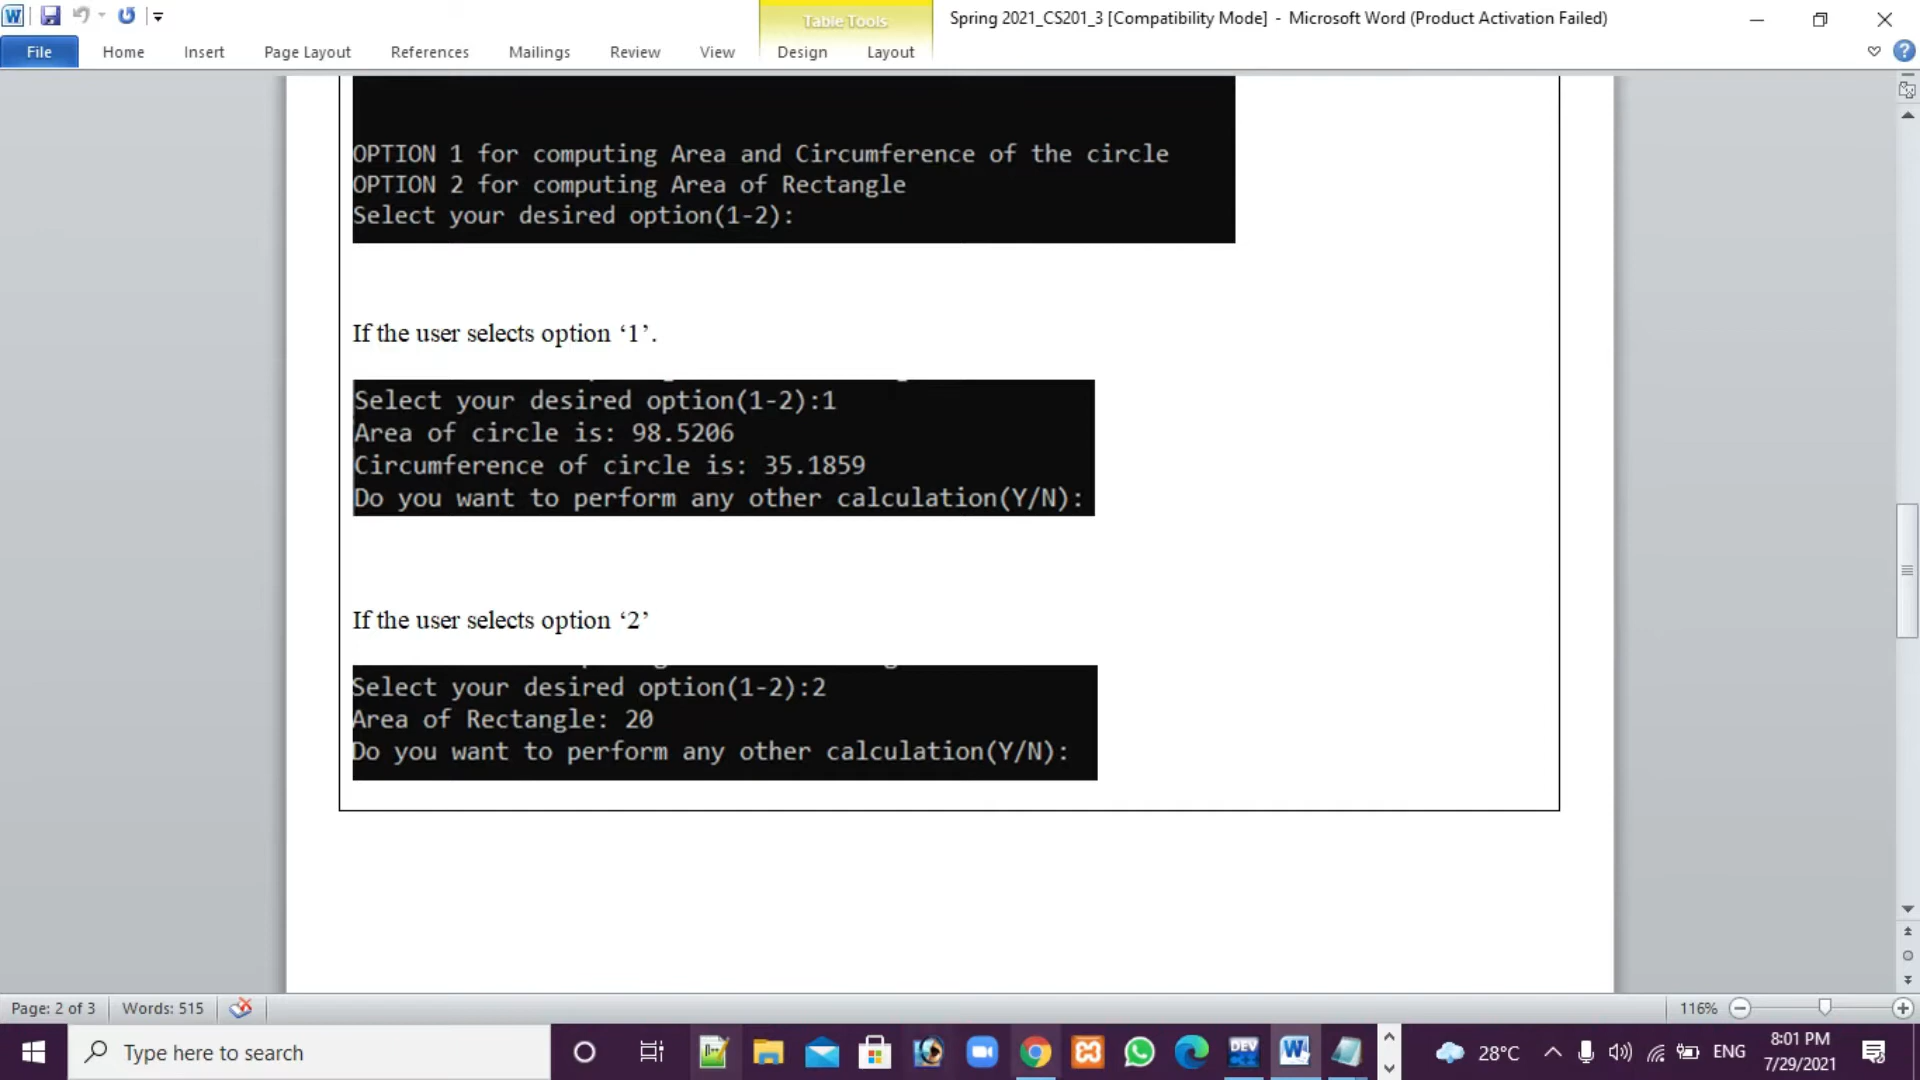 Table Tools
Spring 2021_CS201_3 [Compatibility Mode] - Microsoft Word (Product Activation Failed)
File Home Insert Page Layout References Mailings Review View Design Layout
OPTION 1 for computing Area and Circumference of the circle
OPTION 2 for computing Area of Rectangle
Select your desired option(1-2):
If the user selects option ‘1’.
Select your desired option(1-2):1
Area of circle is: 98.5206
Circumference of circle is: 35.1859
Do you want to perform any other calculation(Y/N):
If the user selects option ‘2’
Select your desired option(1-2):2
Area of Rectangle: 20
Do you want to perform any other calculation(Y/N):
Page: 2 of 3 Words: 515 116%
Type here to search
DEV
28°C ENG
8:01 PM
7/29/2021